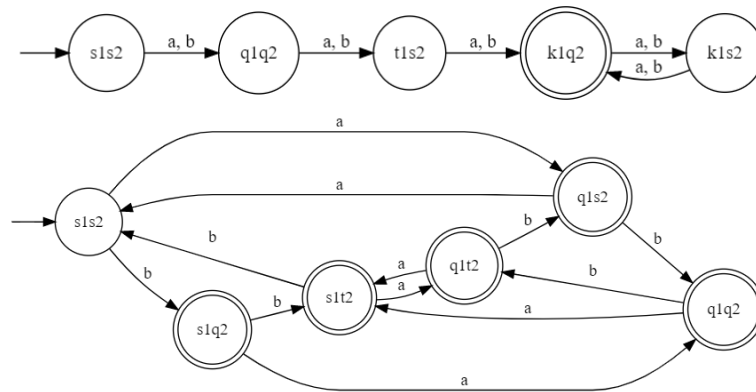 s1s2 a, b q1q2 a, b t1s2 a, b k1q2 a, b k1s2
a, b
a
a
q1s2
s1s2
b
b
b
a
q1t2
b
a
b
s1t2
q1q2
b
a
s1q2
a